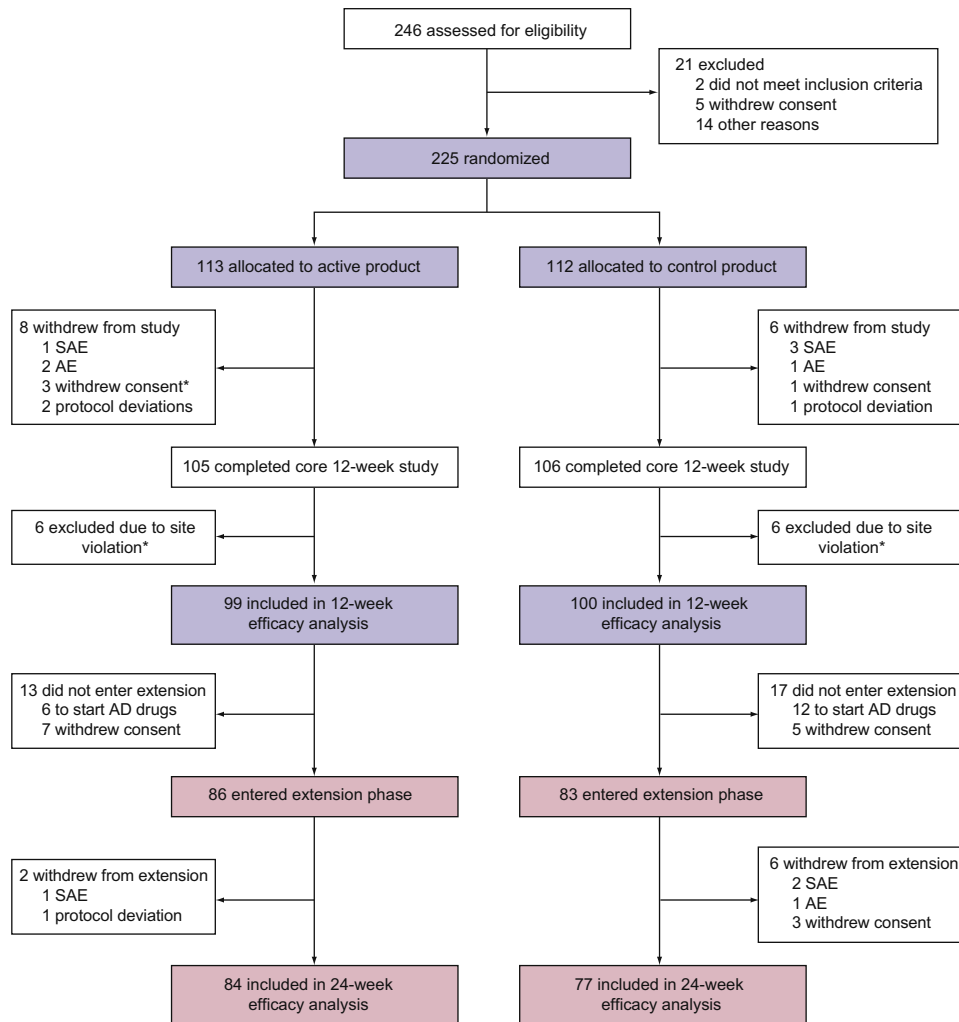 246 assessed for eligibility
21 excluded
2 did not meet inclusion criteria
5 withdrew consent
14 other reasons
225 randomized
113 allocated to active product
112 allocated to control product
8 withdrew from study
1 SAE
2 AE
3 withdrew consent*
2 protocol deviations
6 withdrew from study
3 SAE
1 AE
1 withdrew consent
1 protocol deviation
105 completed core 12-week study
106 completed core 12-week study
6 excluded due to site
violation*
6 excluded due to site
violation*
99 included in 12-week
efficacy analysis
100 included in 12-week
efficacy analysis
13 did not enter extension
6 to start AD drugs
7 withdrew consent
17 did not enter extension
12 to start AD drugs
5 withdrew consent
86 entered extension phase
83 entered extension phase
2 withdrew from extension
1 SAE
1 protocol deviation
6 withdrew from extension
2 SAE
1 AE
3 withdrew consent
84 included in 24-week
efficacy analysis
77 included in 24-week
efficacy analysis